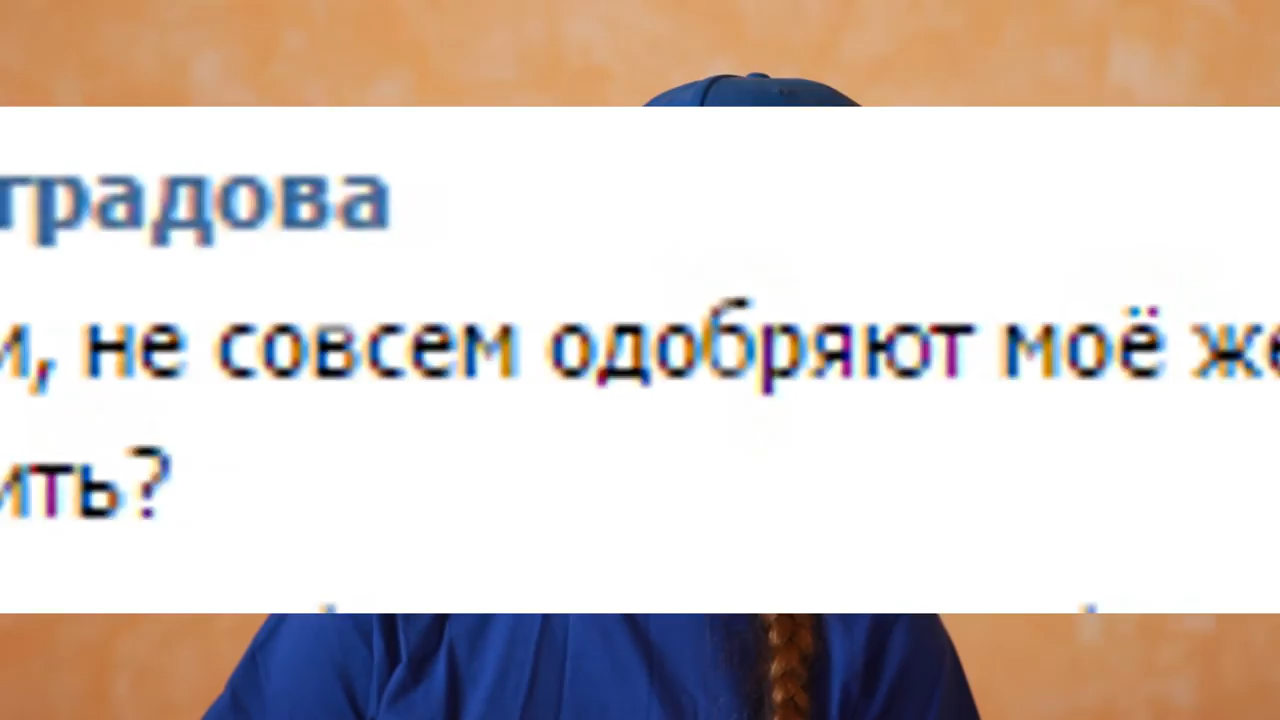 градова
и, не совсем одобряют моё же
ить?